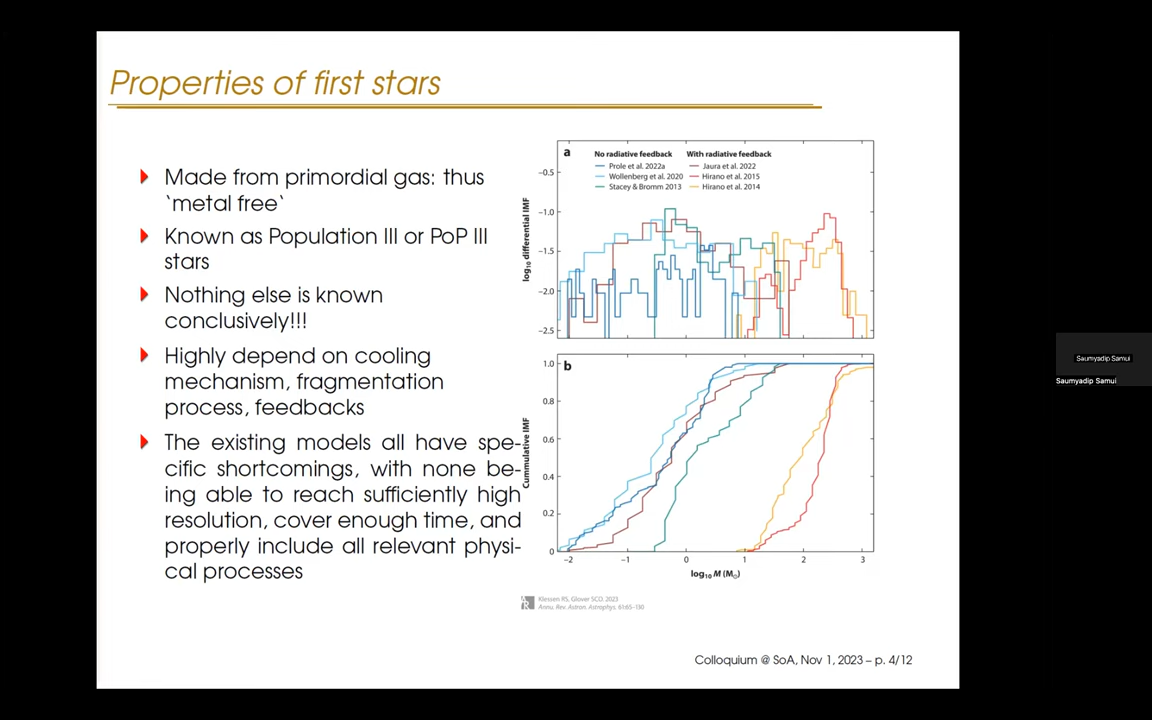 Properties of first stars
Made from primordial gas: thus
`metal free`
Known as Population III or PoP III
stars
Nothing else is known
conclusively!!!
Highly depend on cooling
mechanism, fragmentation
process, feedbacks
The existing models all have spe-
cific shortcomings, with none be-
ing able to reach sufficiently high
resolution, cover enough time, and
properly include all relevant physi-
cal processes
a
No radiative feedback With radiative feedback
Prole et al. 2022a Jaura et al. 2022
Wollenberg et al. 2020 Hirano et al. 2015
Stacey & Bromm 2013 Hirano et al. 2014
log₁₀ differential IMF
−0.5
−1.0
−1.5
−2.0
−2.5
b
Cummulative IMF
1.0
0.8
0.6
0.4
0.2
0
−2 −1 0 1 2 3
log₁₀ M (M☉)
AR
Klessen RS, Glover SCO. 2023
Annu. Rev. Astron. Astrophys. 61:65–130
Colloquium @ SoA, Nov 1, 2023 – p. 4/12
Saumyadip Samui
Saumyadip Samui